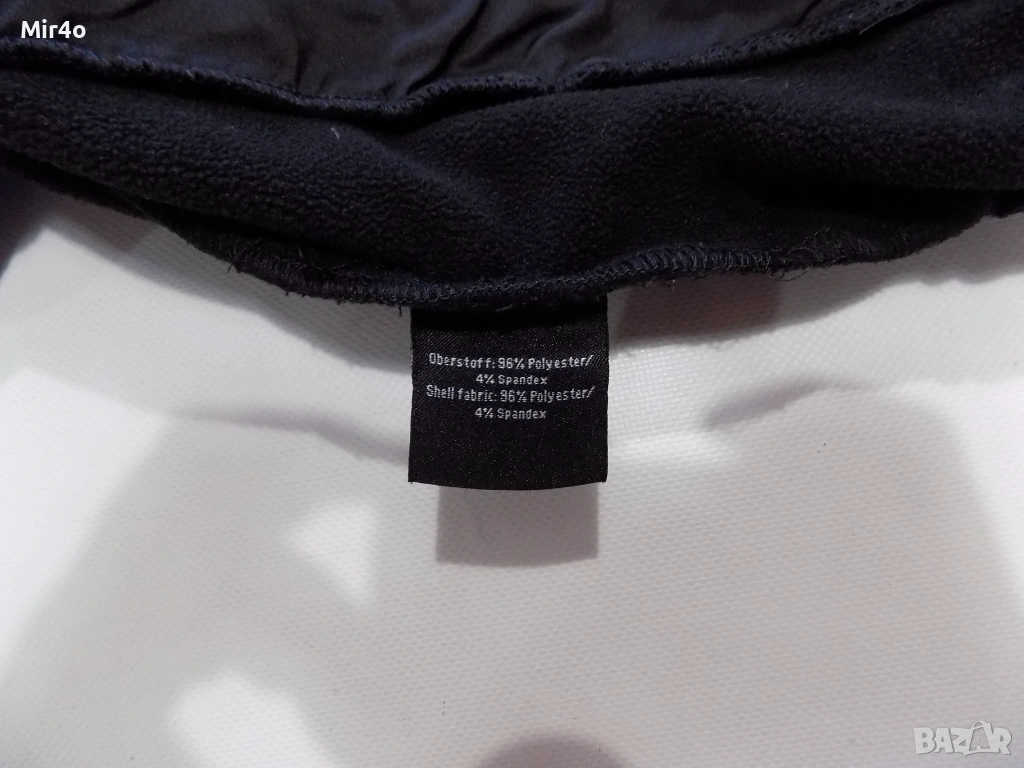 Mir4o
Oberstoff: 96% Polyester/
4% Spandex
Shell fabric: 96% Polyester/
4% Spandex
BAZAR